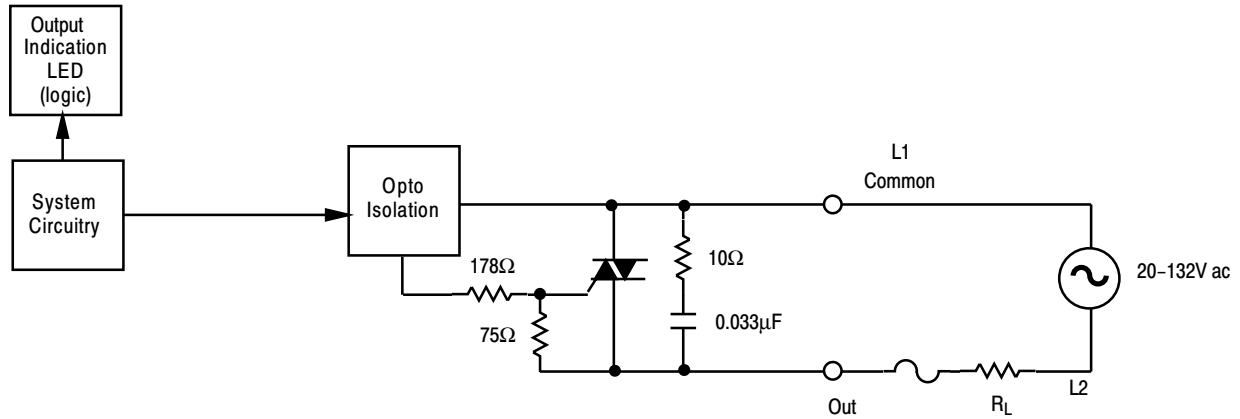 Output
Indication
LED
(logic)
System
Circuitry
Opto
Isolation
178Ω
75Ω
10Ω
0.033µF
L1
Common
20–132V ac
Out
RL
L2